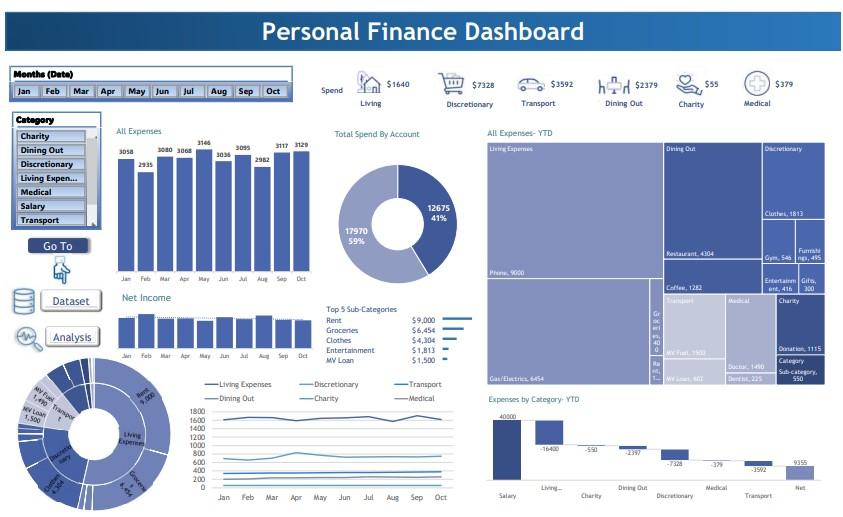 Personal Finance Dashboard
Months (Date)
Jan Feb Mar Apr May Jun Jul Aug Sep Oct
Spend
$1640
Living
$7328
Discretionary
$3592
Transport
$2379
Dining Out
$55
Charity
$379
Medical
Category
Charity
Dining Out
Discretionary
Living Expen...
Medical
Salary
Transport
Go To
Dataset
Analysis
All Expenses
3058 2935 3080 3068 3146 3036 3095 2982 3117 3129
Jan Feb Mar Apr May Jun Jul Aug Sep Oct
Net Income
Jan Feb Mar Apr May Jun Jul Aug Sep Oct
Total Spend By Account
12675
41%
17970
59%
Top 5 Sub-Categories
Rent $9,000
Groceries $6,454
Clothes $4,304
Entertainment $1,813
MV Loan $1,500
All Expenses- YTD
Living Expenses
Phone, 9000
Gas/Electrics, 6454
Dining Out
Restaurant, 4304
Coffee, 1282
Discretionary
Clothes, 1813
Gym, 546
Furnishi
ngs, 495
Entertainm
ent, 416
Gifts,
300
Transport
MV Fuel, 1500
MV Loan, 602
Medical
Doctor, 1490
Dentist, 225
Charity
Donation, 1115
Category
Sub-category,
550
Rent
9,000
Living
Expenses
6,454
Clothes
4,304
MV Loan
1,500
MV Fuel
1,490
Transpor
t
Living Expenses Discretionary Transport
Dining Out Charity Medical
1800
1600
1400
1200
1000
800
600
400
200
0
Jan Feb Mar Apr May Jun Jul Aug Sep Oct
Expenses by Category- YTD
40000
-16400
-550
-2397
-7328
-379
-3592
9355
Salary
Living...
Charity
Dining Out
Discretionary
Medical
Transport
Net